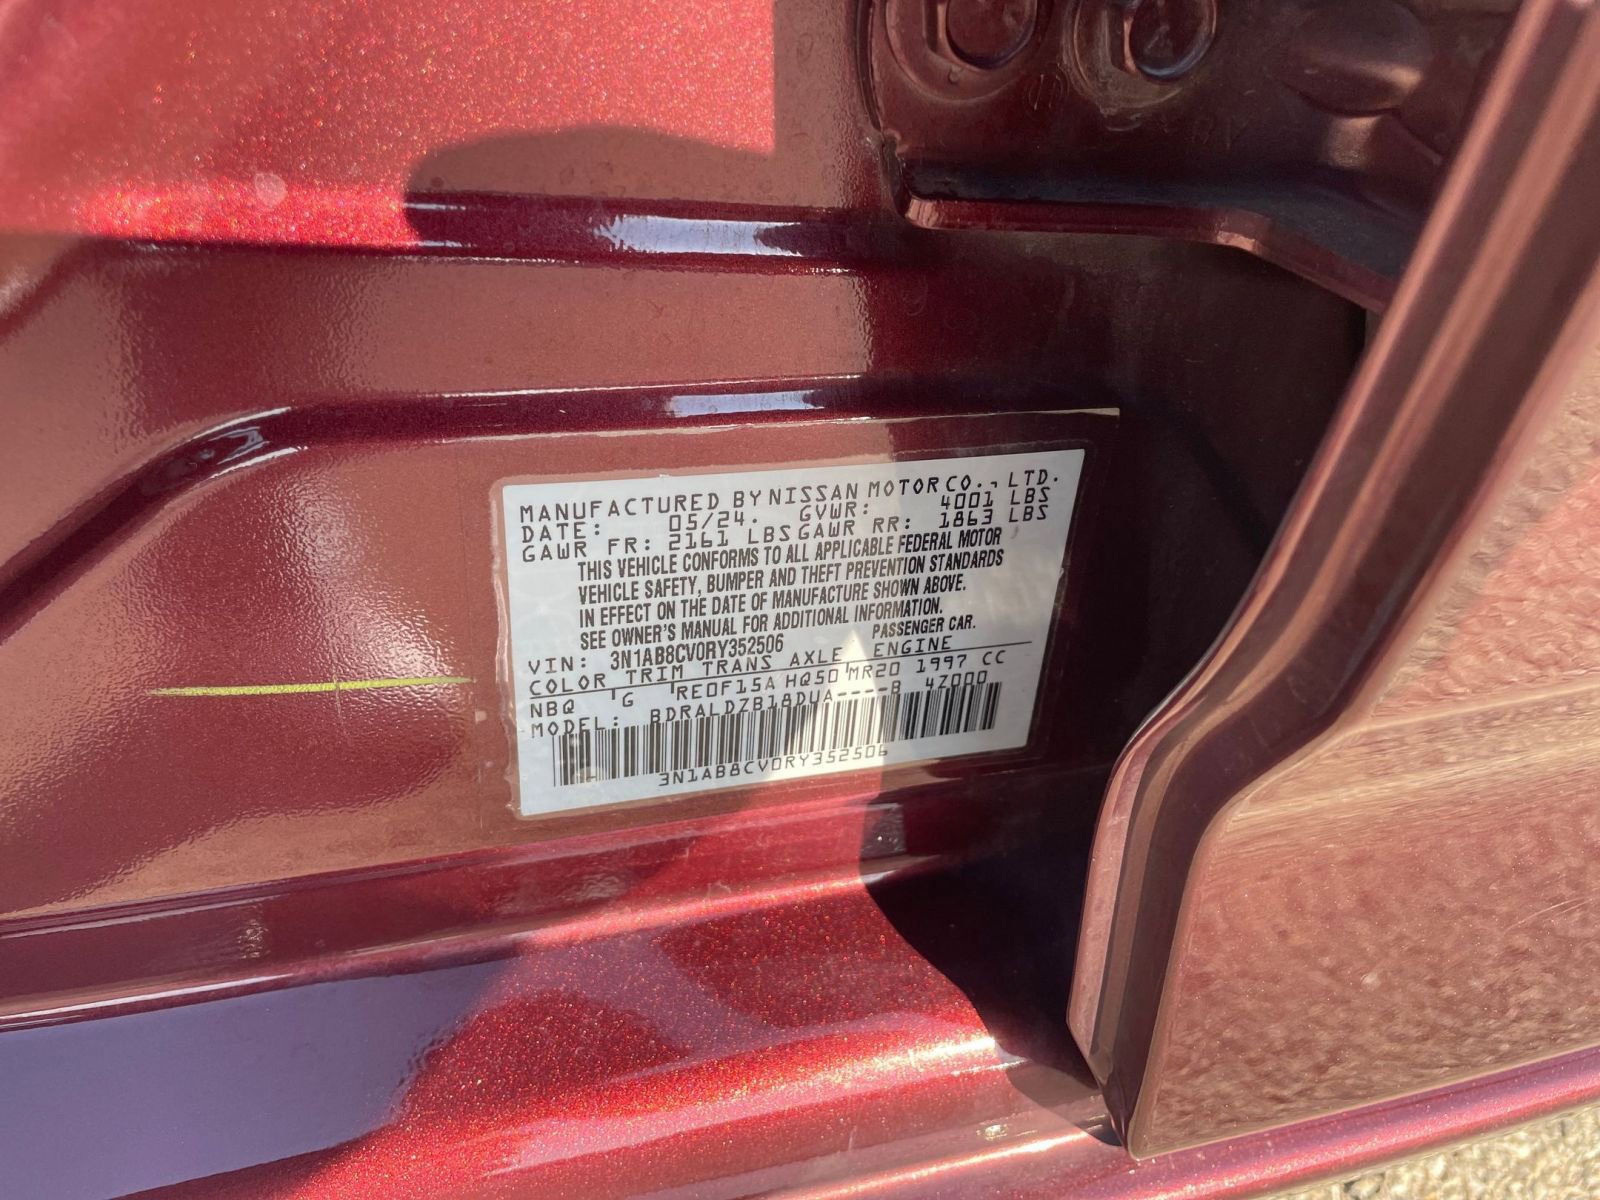 MANUFACTURED BY NISSAN MOTOR CO., LTD.
DATE: 05/24. GVWR: 4001 LBS
GAWR FR: 2161 LBS GAWR RR: 1863 LBS
THIS VEHICLE CONFORMS TO ALL APPLICABLE FEDERAL MOTOR
VEHICLE SAFETY, BUMPER AND THEFT PREVENTION STANDARDS
IN EFFECT ON THE DATE OF MANUFACTURE SHOWN ABOVE.
SEE OWNER'S MANUAL FOR ADDITIONAL INFORMATION.
VIN: 3N1AB8CV0RY352506 PASSENGER CAR.
COLOR TRIM TRANS AXLE ENGINE
NBQ G RE0F15A HQ50 MR20 1997 CC
MODEL: BDRALDZB18DUA----B 4Z000
3N1AB8CV0RY352506